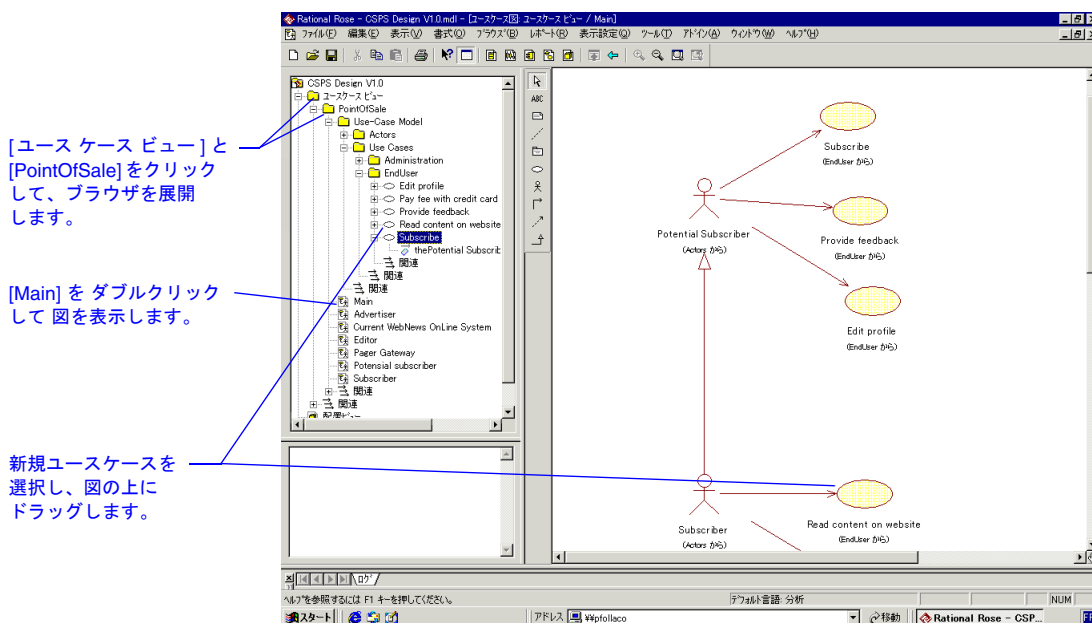 Rational Rose - CSPS Design V1.0.mdl - [ユースケース図: ユースケース ビュー / Main]
ファイル(F) 編集(E) 表示(V) 書式(O) ブラウズ(B) レポート(R) 表示設定(Q) ツール(T) アドイン(A) ウィンドウ(W) ヘルプ(H)
[ユース ケース ビュー] と
[PointOfSale] をクリック
して、ブラウザを展開
します。
[Main] を ダブルクリック
して 図を表示します。
新規ユースケースを
選択し、図の上に
ドラッグします。
CSPS Design V1.0
ユースケース ビュー
PointOfSale
Use-Case Model
Actors
Use Cases
Administration
EndUser
Edit profile
Pay fee with credit card
Provide feedback
Read content on website
Subscribe
thePotential Subscrib
関連
関連
関連
Main
Advertiser
Current WebNews OnLine System
Editor
Pager Gateway
Potensial subscriber
Subscriber
関連
関連
配置ビュー
ABC
Subscribe
(EndUser から)
Potential Subscriber
(Actors から)
Provide feedback
(EndUser から)
Edit profile
(EndUser から)
Subscriber
(Actors から)
Read content on website
(EndUser から)
ログ
ヘルプを参照するには F1 キーを押してください。
デフォルト言語: 分析
NUM
スタート
アドレス
¥¥pfollaco
移動
Rational Rose - CSP...